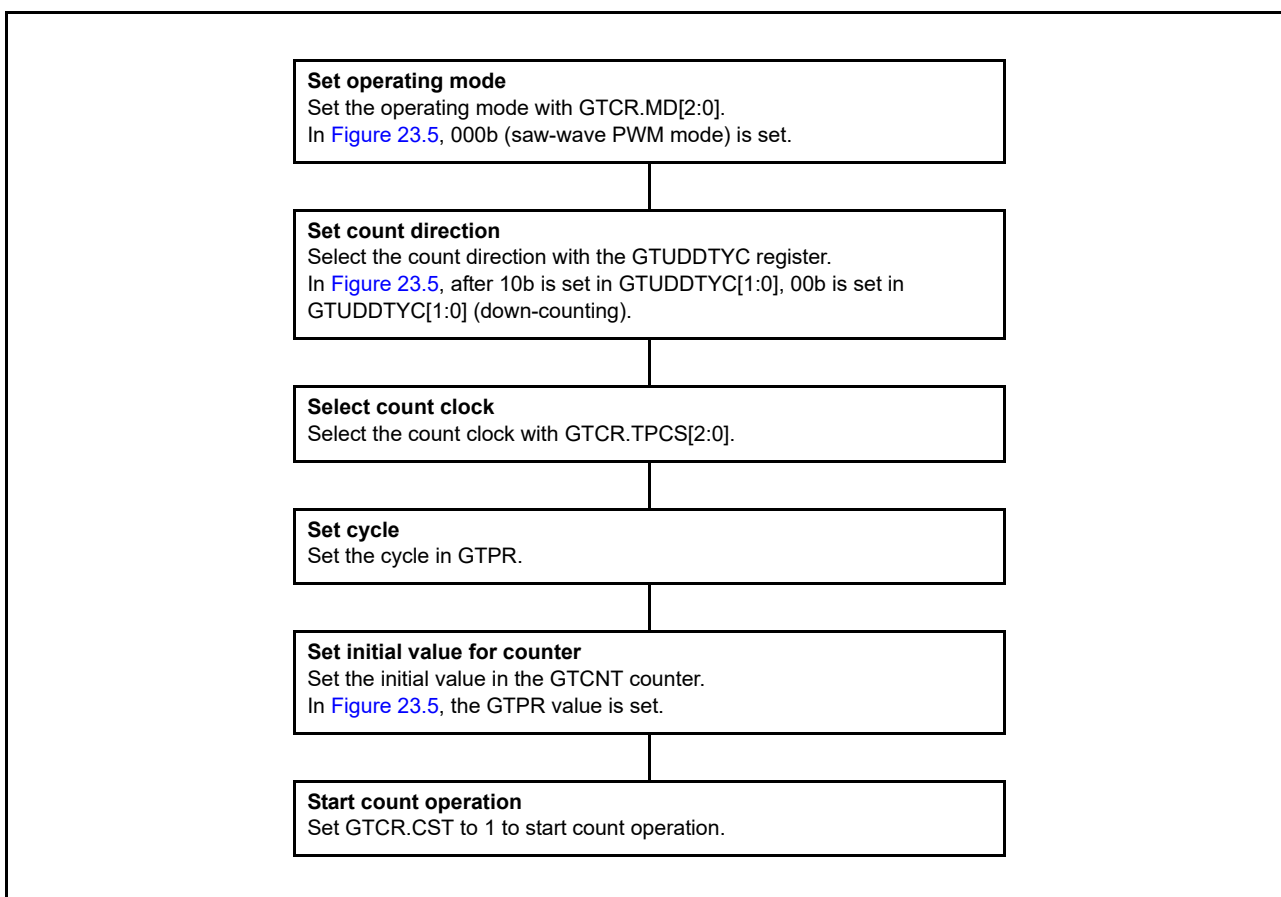 Set operating mode
Set the operating mode with GTCR.MD[2:0].
In Figure 23.5, 000b (saw-wave PWM mode) is set.
Set count direction
Select the count direction with the GTUDDTYC register.
In Figure 23.5, after 10b is set in GTUDDTYC[1:0], 00b is set in
GTUDDTYC[1:0] (down-counting).
Select count clock
Select the count clock with GTCR.TPCS[2:0].
Set cycle
Set the cycle in GTPR.
Set initial value for counter
Set the initial value in the GTCNT counter.
In Figure 23.5, the GTPR value is set.
Start count operation
Set GTCR.CST to 1 to start count operation.